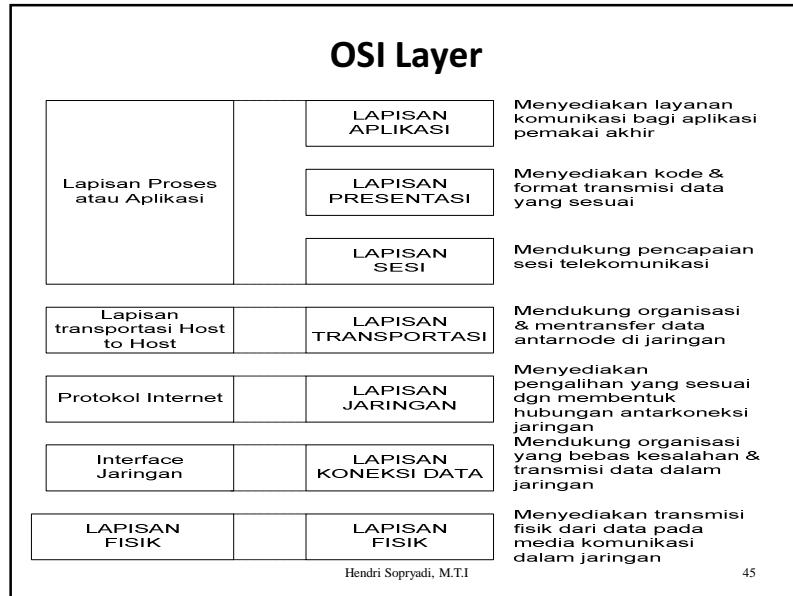 OSI Layer
Lapisan Proses
atau Aplikasi
LAPISAN
APLIKASI
Menyediakan layanan
komunikasi bagi aplikasi
pemakai akhir
LAPISAN
PRESENTASI
Menyediakan kode &
format transmisi data
yang sesuai
LAPISAN
SESI
Mendukung pencapaian
sesi telekomunikasi
Lapisan
transportasi Host
to Host
LAPISAN
TRANSPORTASI
Mendukung organisasi
& mentransfer data
antarnode di jaringan
Protokol Internet
LAPISAN
JARINGAN
Menyediakan
pengalihan yang sesuai
dgn membentuk
hubungan antarkoneksi
jaringan
Interface
Jaringan
LAPISAN
KONEKSI DATA
Mendukung organisasi
yang bebas kesalahan &
transmisi data dalam
jaringan
LAPISAN
FISIK
LAPISAN
FISIK
Menyediakan transmisi
fisik dari data pada
media komunikasi
dalam jaringan
Hendri Sopryadi, M.T.I
45